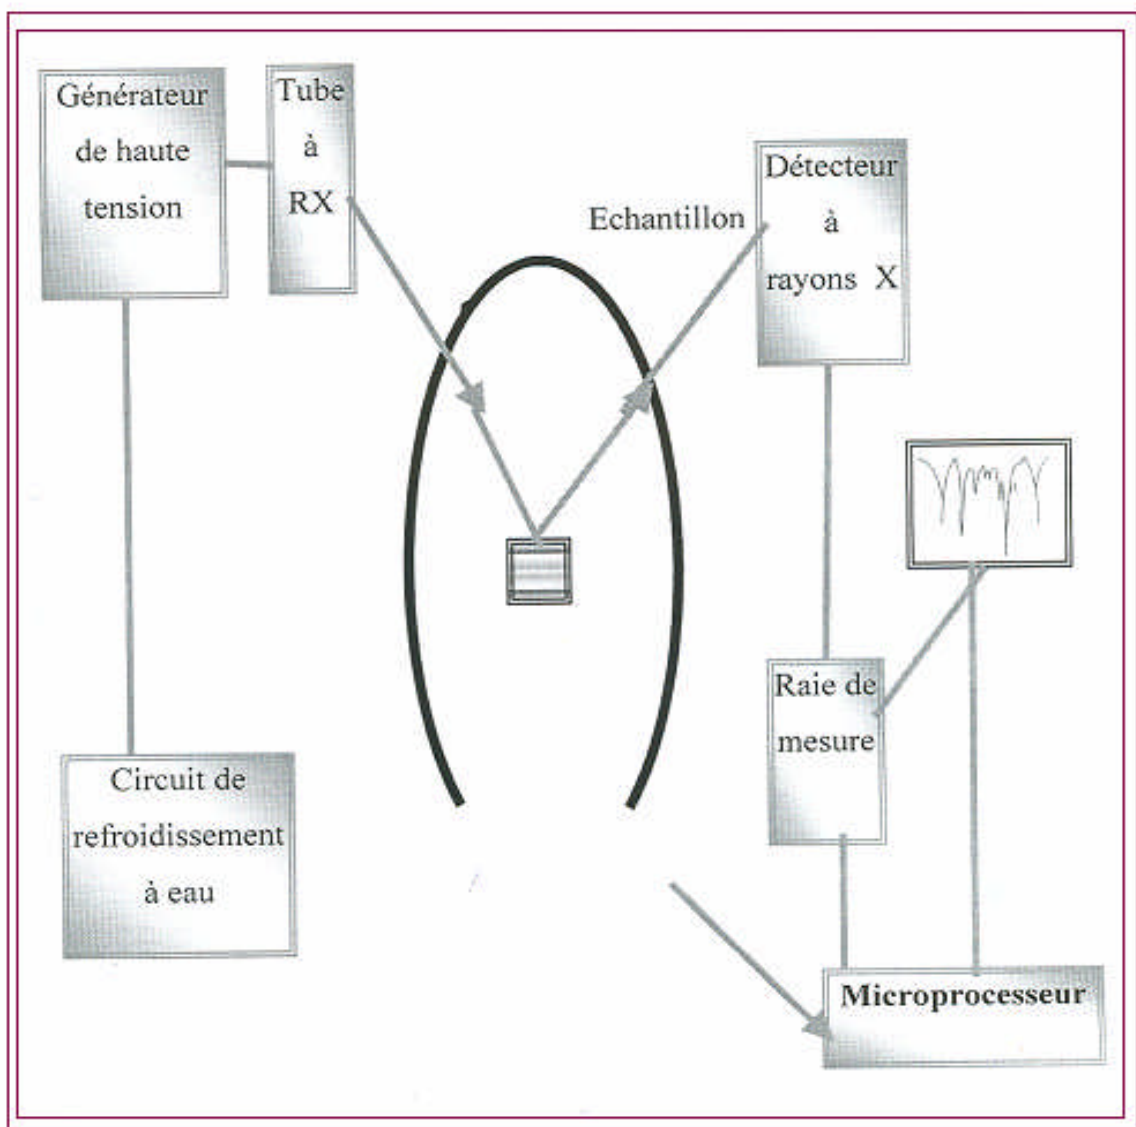 Générateur
de haute
tension
Tube
à
RX
Echantillon
Détecteur
à
rayons X
Raie de
mesure
Circuit de
refroidissement
à eau
Microprocesseur